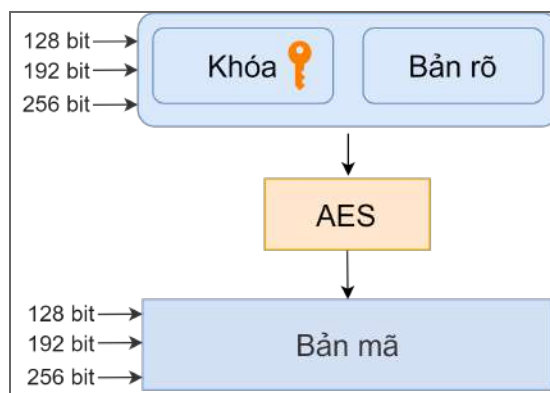 128 bit
192 bit
256 bit
Khóa
Bản rõ
AES
128 bit
192 bit
256 bit
Bản mã